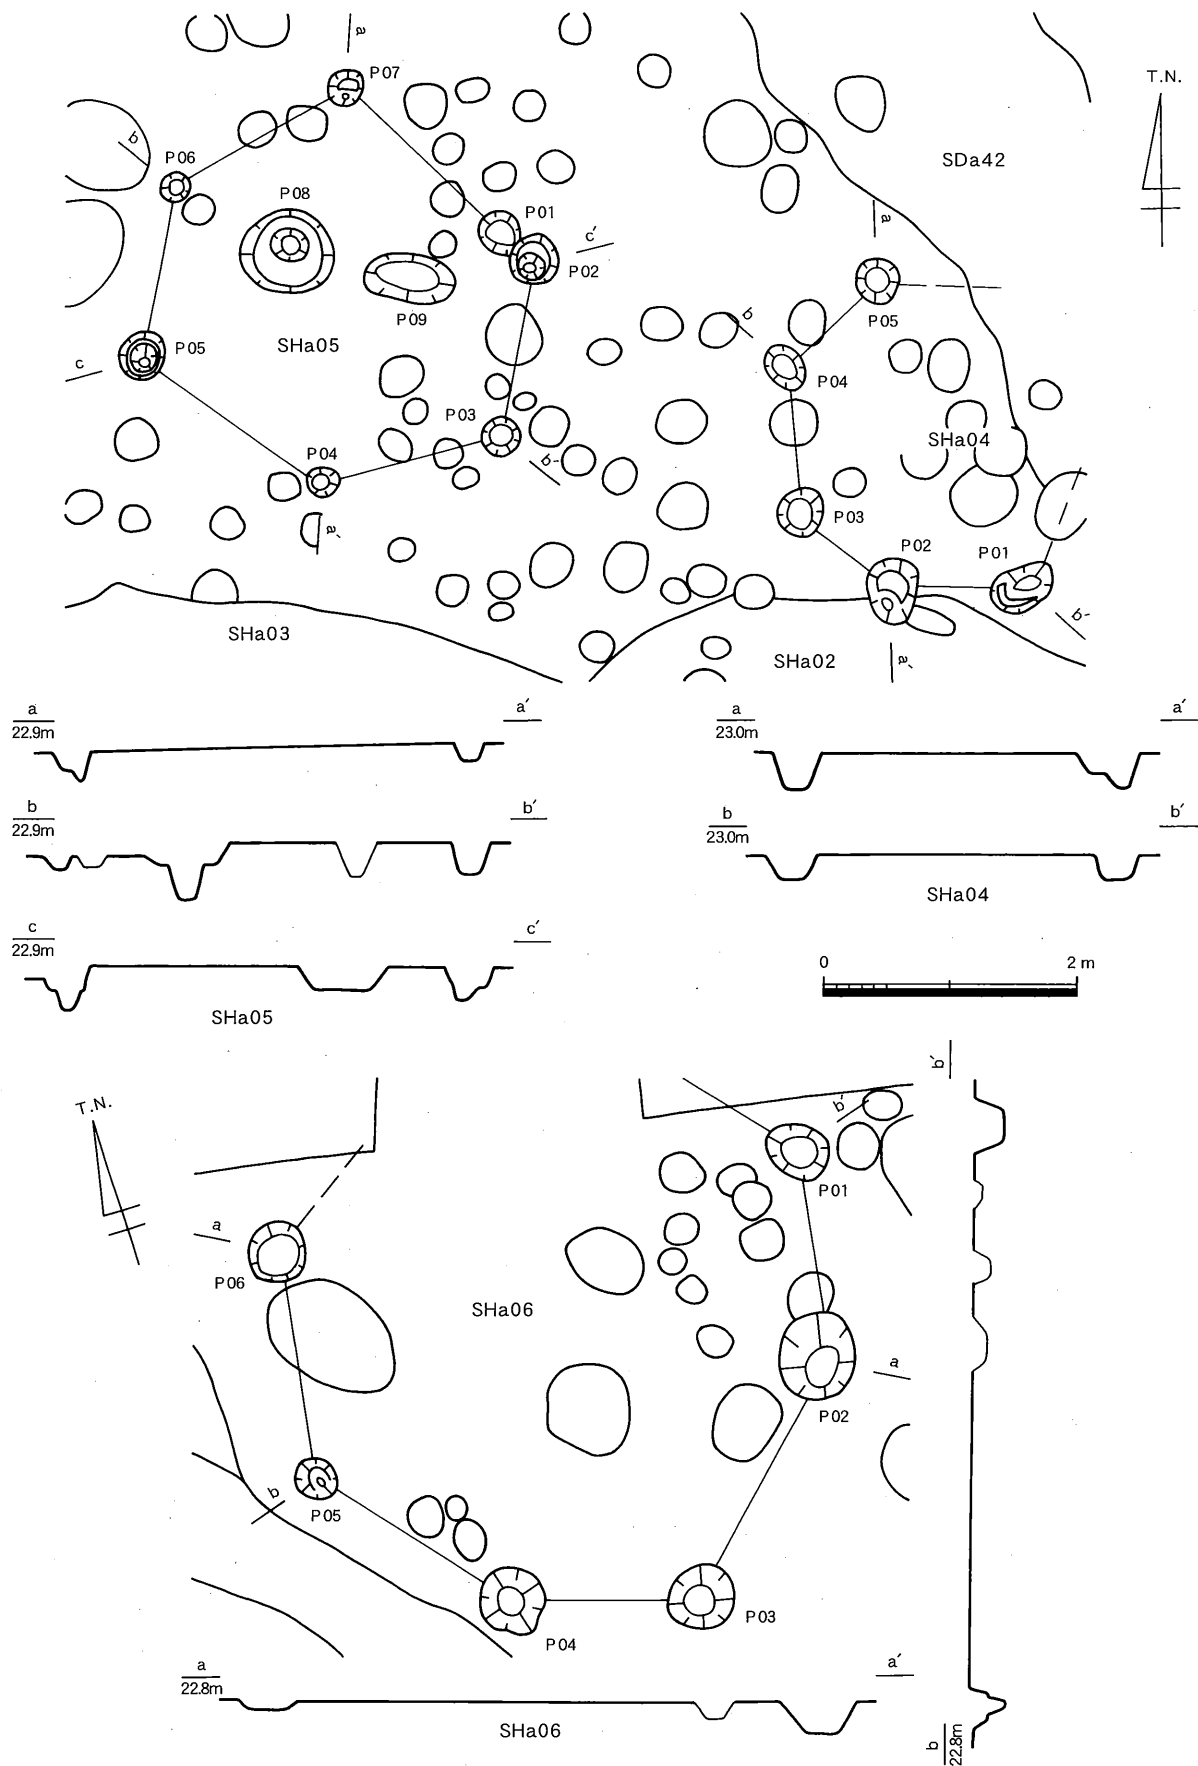 a
P07
T.N.
b
P06
SDa42
P08
P01
c′
a
P02
P09
P05
b
P05
SHa05
c
P04
P03
SHa04
b-
P04
P03
a′
P02
P01
b-
SHa03
SHa02
a′
a
22.9m
a′
a
23.0m
a′
b
22.9m
b′
b
23.0m
b′
SHa04
c
22.9m
c′
0
2 m
SHa05
b′
T.N.
b′
P01
a
P06
SHa06
a
P02
b
P05
P03
P04
a
22.8m
a′
SHa06
b
22.8m